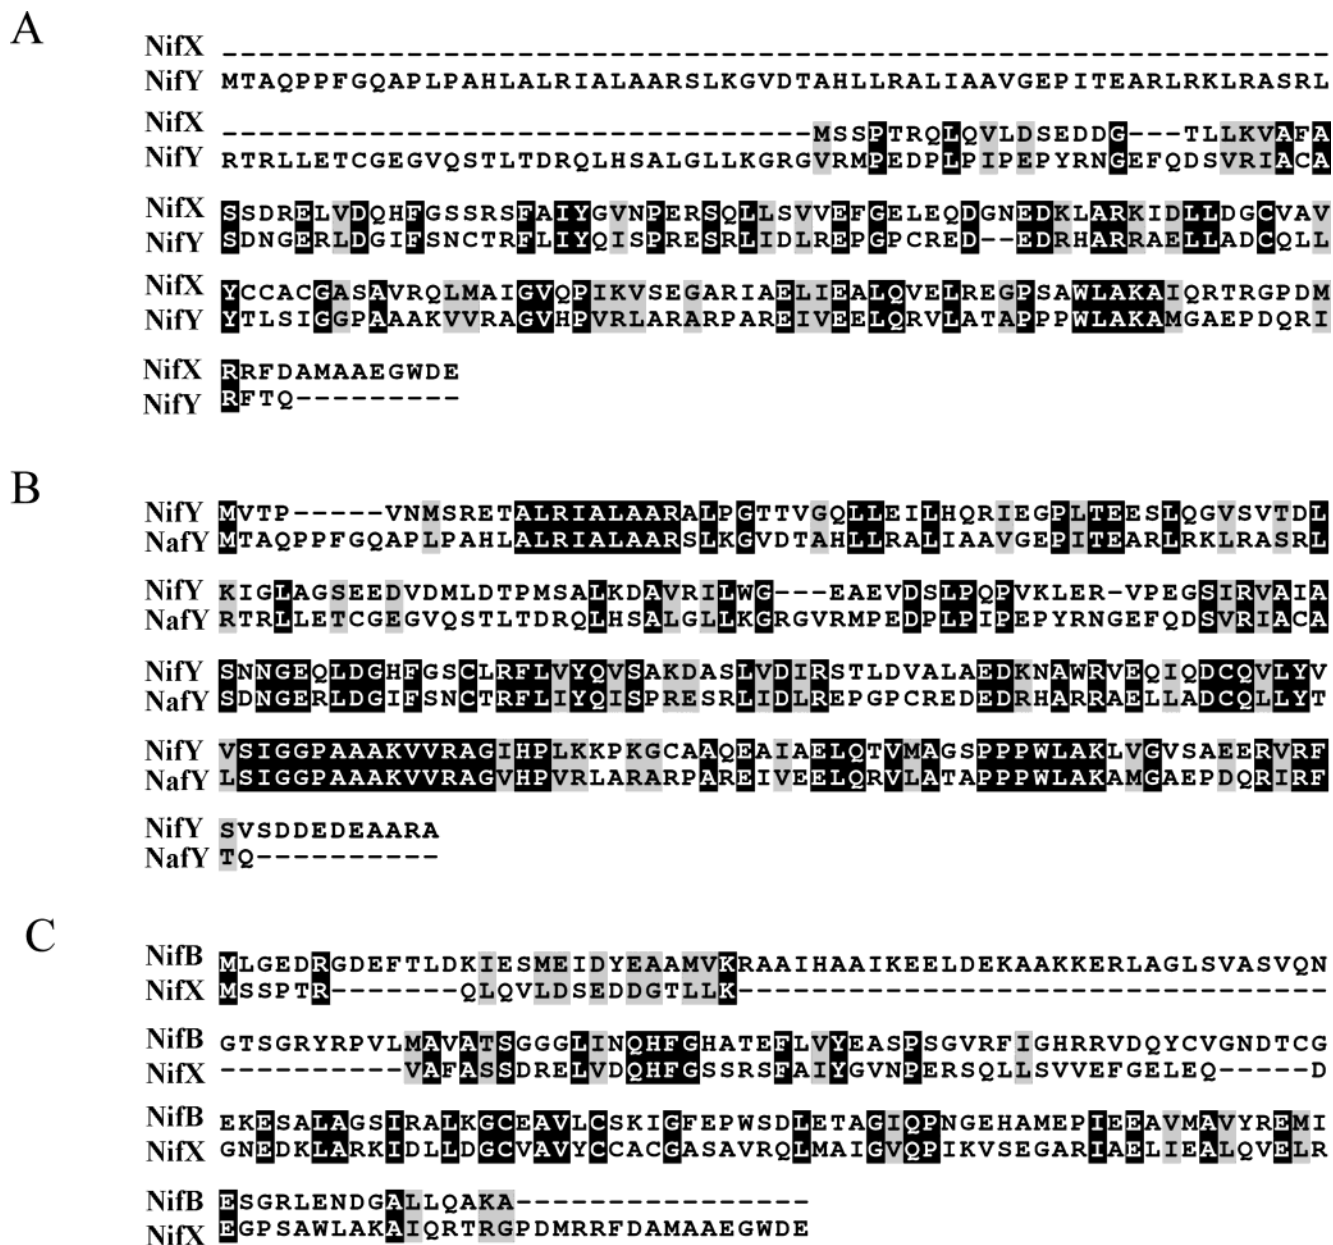 A
NifX ------------------------------------------------------------
NifY MTAQPPFGQAPLPAHLALRIALAARSLKGVDTAHLLRALIAAVGEPITEARLRKLRASRL
NifX --------------------------------MSSPTRQLQVLDSEDDG---TLLKVAFA
NifY RTRLLETCGEGVQSTLTDRQLHSALGLLKGRGVRMPEDPLPIPEPYRNGEFQDSVRIACA
NifX SSDRELVDQHFGSSRSFAIYGVNPERSQLLSVVEFGELEQDGNEDKLARKIDLLDGCVAV
NifY SDNGERLDGIFSNCTRFLIYQISPRESRLIDLREPGPCRED--EDRHARRAELLADCQLL
NifX YCCACGASAVRQLMAIGVQPIKVSEGARIAELIEALQVELREGPSAWLAKAIQRTRGPDM
NifY YTLSIGGPAAAKVVRAGVHPVRLARARPAREIVEELQRVLATAPPPWLAKAMGAEPDQRI
NifX RRFDAMAAEGWDE
NifY RFTQ---------
B
NifY MVTP-----VNMSRETALRIALAARALPGTTVGQLLEILHQRIEGPLTEESLQGVSVTDL
NafY MTAQPPFGQAPLPAHLALRIALAARSLKGVDTAHLLRALIAAVGEPITEARLRKLRASRL
NifY KIGLAGSEEDVDMLDTPMSALKDAVRILWG---EAEVDSLPQPVKLER-VPEGSIRVAIA
NafY RTRLLETCGEGVQSTLTDRQLHSALGLLKGRGVRMPEDPLPIPEPYRNGEFQDSVRIACA
NifY SNNGEQLDGHFGSCLRFLVYQVSAKDASLVDIRSTLDVALAEDKNAWRVEQIQDCQVLYV
NafY SDNGERLDGIFSNCTRFLIYQISPRESRLIDLREPGPCREDEDRHARRAELLADCQLLYT
NifY VSIGGPAAAKVVRAGIHPLKKPKGCAAQEAIAELQTVMAGSPPPWLAKLVGVSAEERVRF
NafY LSIGGPAAAKVVRAGVHPVRLARARPAREIVEELQRVLATAPPPWLAKAMGAEPDQRIRF
NifY SVSDDEDEAARA
NafY TQ----------
C
NifB MLGEDRGDEFTLDKIESMEIDYEAAMVKRAAIHAAIKEELDEKAAKKERLAGLSVASVQN
NifX MSSPTR-------QLQVLDSEDDGTLLK--------------------------------
NifB GTSGRYRPVLMAVATSGGGLINQHFGHATEFLVYEASPSGVRFIGHRRVDQYCVGNDTCG
NifX ----------VAFASSDRELVDQHFGSSRSFAIYGVNPERSQLLSVVEFGELEQ-----D
NifB EKESALAGSIRALKGCEAVLCSKIGFEPWSDLETAGIQPNGEHAMEPIEEAVMAVYREMI
NifX GNEDKLARKIDLLDGCVAVYCCACGASAVRQLMAIGVQPIKVSEGARIAELIEALQVELR
NifB ESGRLENDGALLQAKA----------------
NifX EGPSAWLAKAIQRTRGPDMRRFDAMAAEGWDE